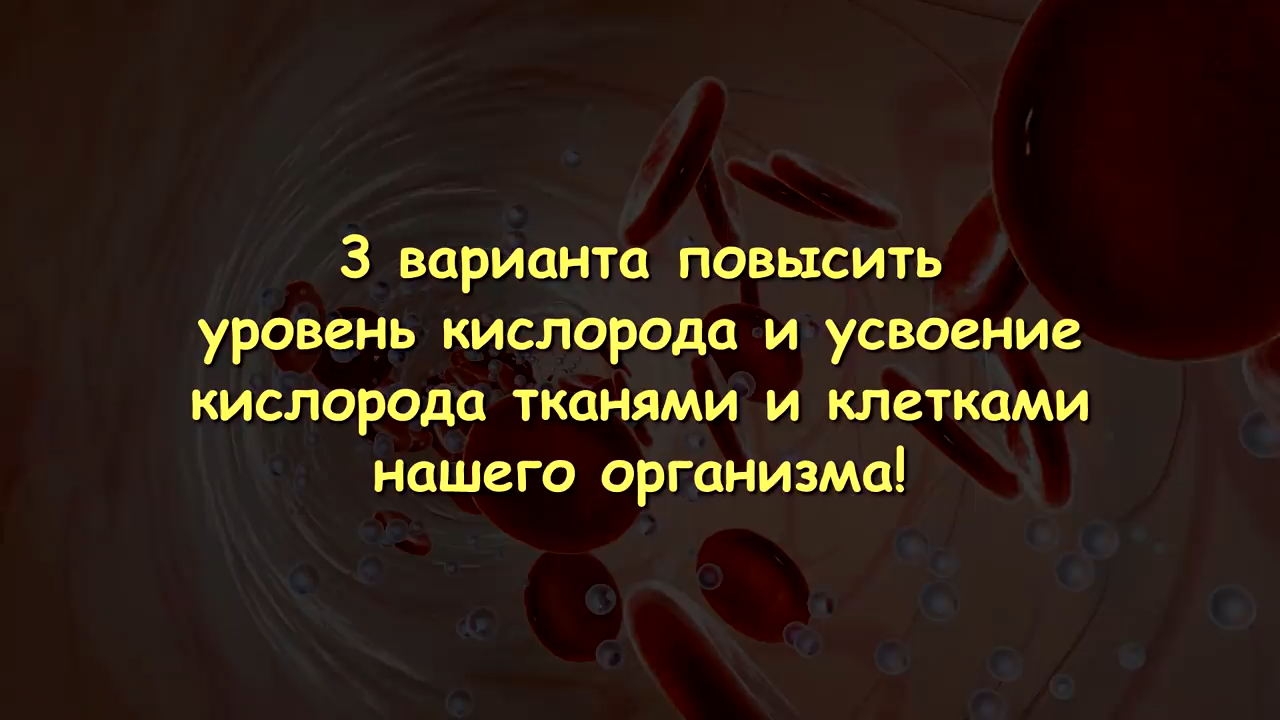 3 варианта повысить
уровень кислорода и усвоение
кислорода тканями и клетками
нашего организма!